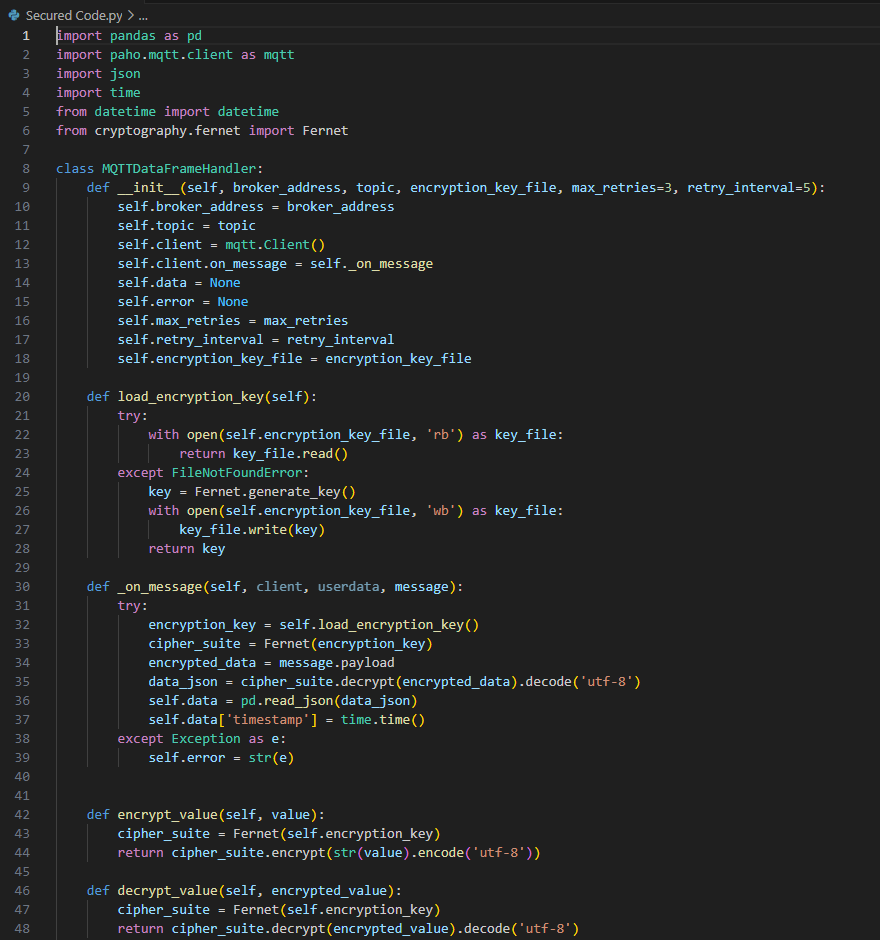 Secured Code.py > ...
1 import pandas as pd
2 import paho.mqtt.client as mqtt
3 import json
4 import time
5 from datetime import datetime
6 from cryptography.fernet import Fernet
7
8 class MQTTDataFrameHandler:
9     def __init__(self, broker_address, topic, encryption_key_file, max_retries=3, retry_interval=5):
10         self.broker_address = broker_address
11         self.topic = topic
12         self.client = mqtt.Client()
13         self.client.on_message = self._on_message
14         self.data = None
15         self.error = None
16         self.max_retries = max_retries
17         self.retry_interval = retry_interval
18         self.encryption_key_file = encryption_key_file
19
20     def load_encryption_key(self):
21         try:
22             with open(self.encryption_key_file, 'rb') as key_file:
23                 return key_file.read()
24         except FileNotFoundError:
25             key = Fernet.generate_key()
26             with open(self.encryption_key_file, 'wb') as key_file:
27                 key_file.write(key)
28             return key
29
30     def _on_message(self, client, userdata, message):
31         try:
32             encryption_key = self.load_encryption_key()
33             cipher_suite = Fernet(encryption_key)
34             encrypted_data = message.payload
35             data_json = cipher_suite.decrypt(encrypted_data).decode('utf-8')
36             self.data = pd.read_json(data_json)
37             self.data['timestamp'] = time.time()
38         except Exception as e:
39             self.error = str(e)
40
41
42     def encrypt_value(self, value):
43         cipher_suite = Fernet(self.encryption_key)
44         return cipher_suite.encrypt(str(value).encode('utf-8'))
45
46     def decrypt_value(self, encrypted_value):
47         cipher_suite = Fernet(self.encryption_key)
48         return cipher_suite.decrypt(encrypted_value).decode('utf-8')